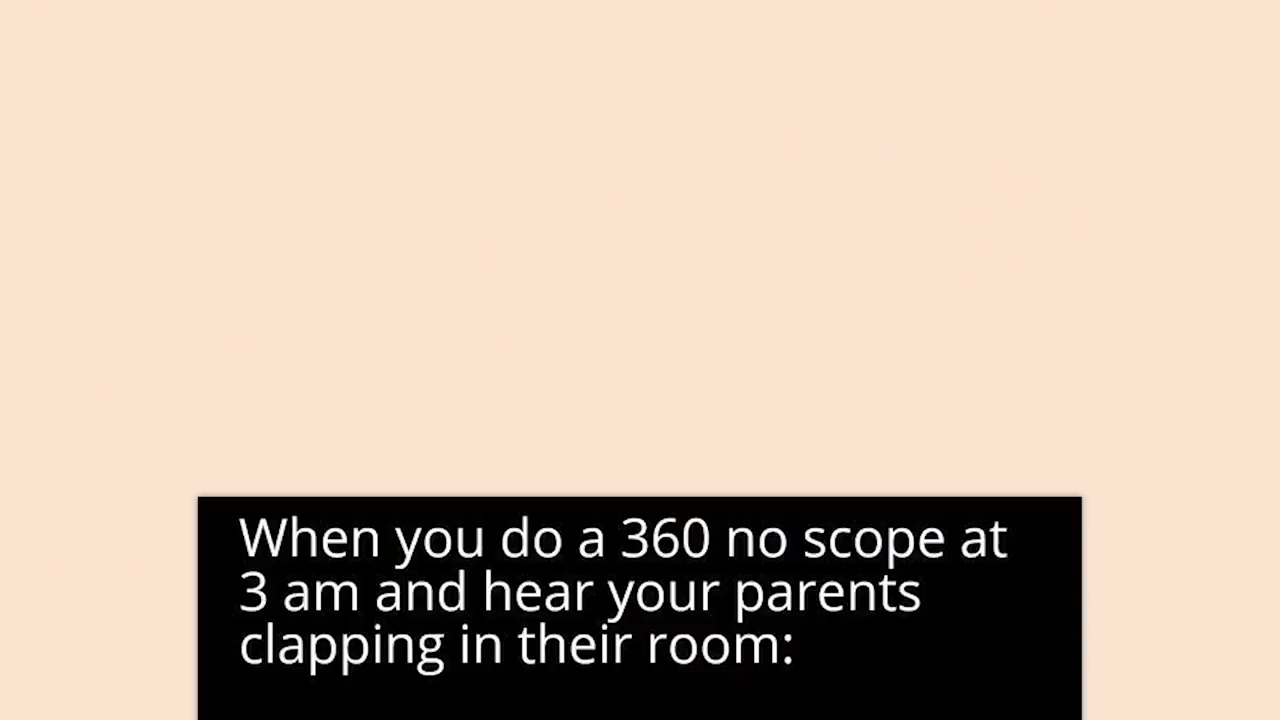 When you do a 360 no scope at
3 am and hear your parents
clapping in their room: